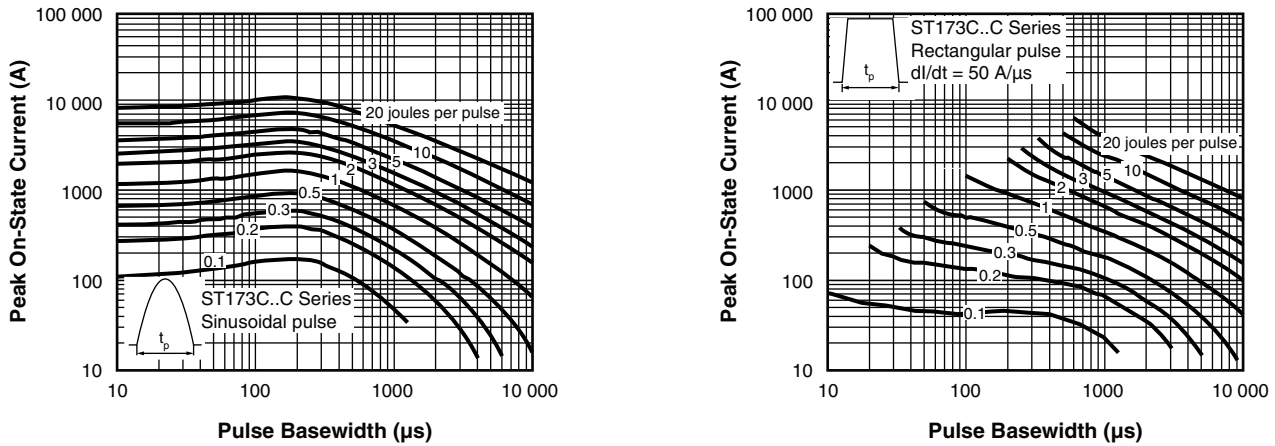 Peak On-State Current (A)
100 000
10 000
1000
100
10
20 joules per pulse
10
5
3
2
1
0.5
0.3
0.2
0.1
ST173C..C Series
Sinusoidal pulse
tp
10
100
1000
10 000
Pulse Basewidth (µs)
Peak On-State Current (A)
100 000
10 000
1000
100
10
tp
ST173C..C Series
Rectangular pulse
dI/dt = 50 A/µs
20 joules per pulse
10
5
3
2
1
0.5
0.3
0.2
0.1
10
100
1000
10 000
Pulse Basewidth (µs)